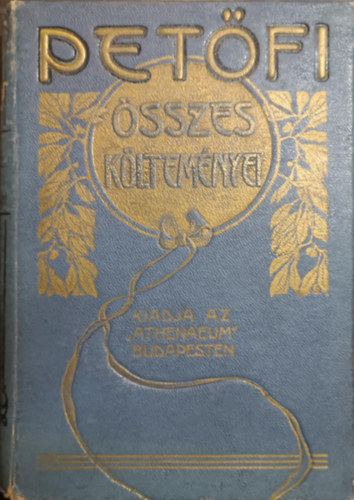 PETŐFI
ÖSSZES
KÖLTEMÉNYEI
KIADJA AZ
„ATHENAEUM”
BUDAPESTEN